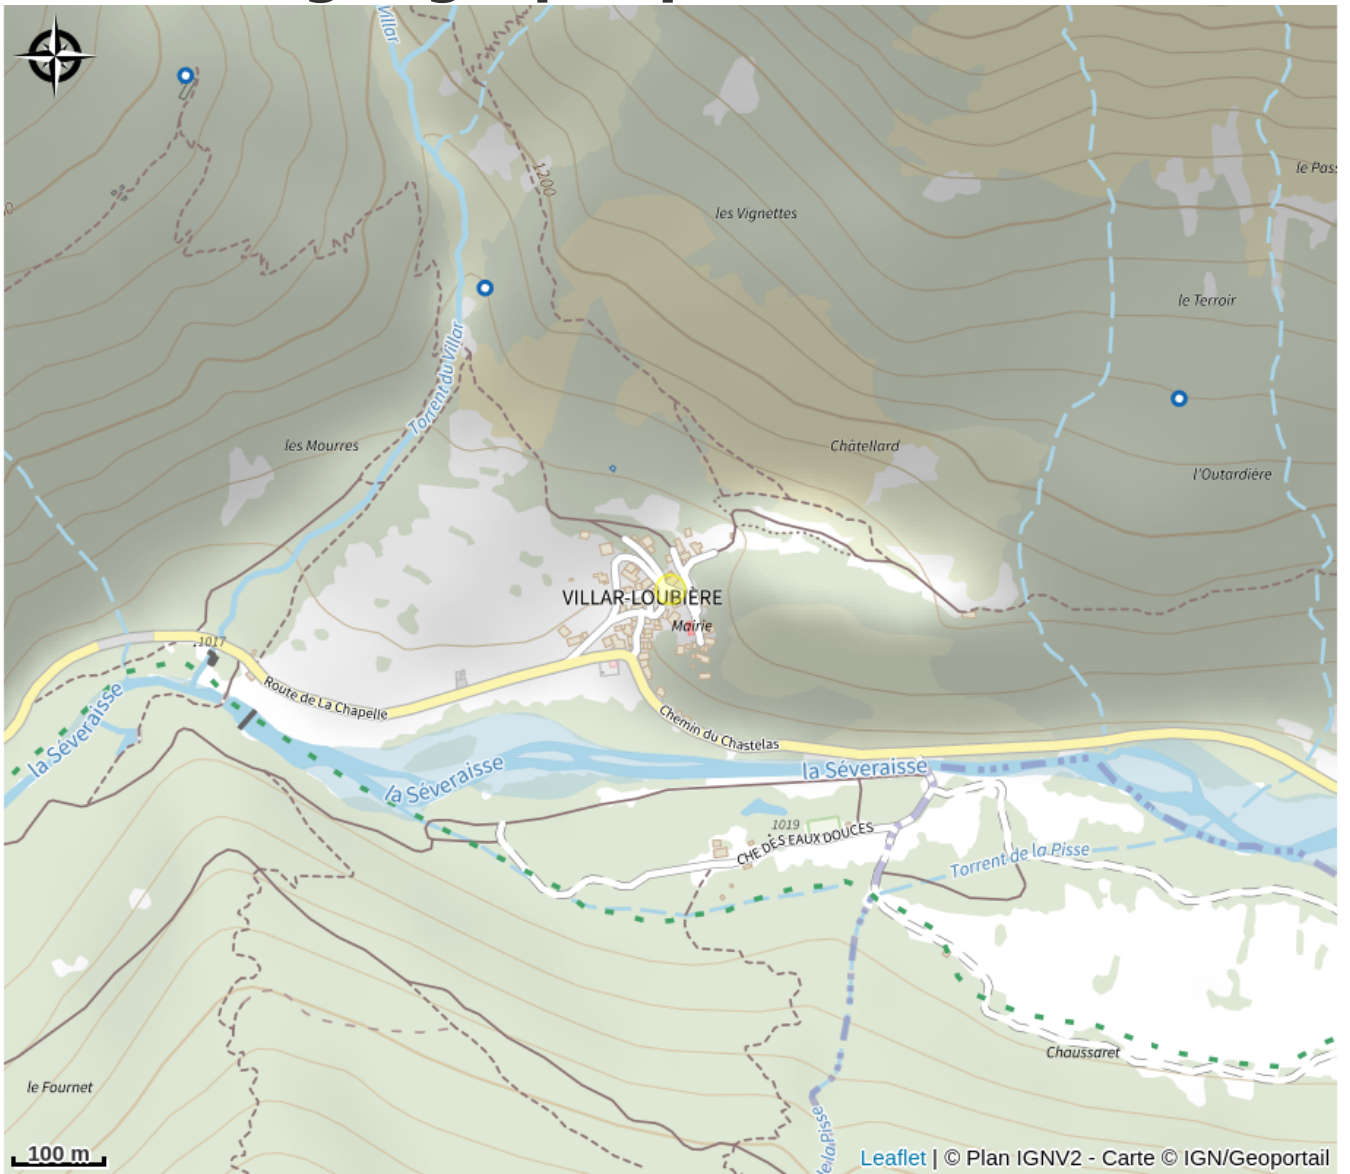 Villar
1200
le Pas
les Vignettes
le Terroir
Torrent du Villar
les Mourres
Châtellard
l'Outardière
VILLAR-LOUBIÈRE
Mairie
1017
Route de La Chapelle
la Séveraisse
Chemin du Chastelas
la Séveraisse
la Séveraisse
1019
CHE DES EAUX DOUCES
Torrent de la Pisse
Chaussaret
le Fournet
de la Pisse
100 m
Leaflet | © Plan IGNV2 - Carte © IGN/Geoportail